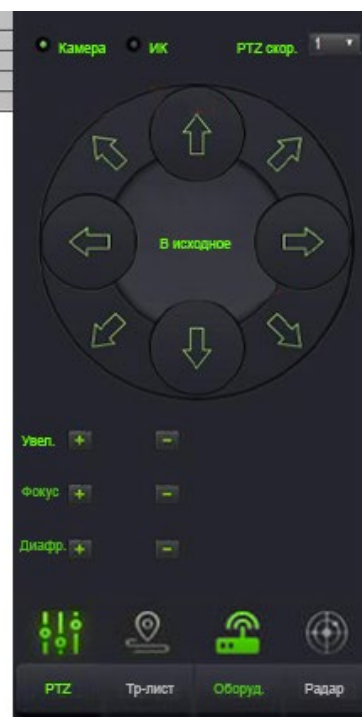 Камера ИК PTZ скор. 1
В исходное
Увел. + -
Фокус + -
Диафр. + -
PTZ Тр-лист Оборуд. Радар